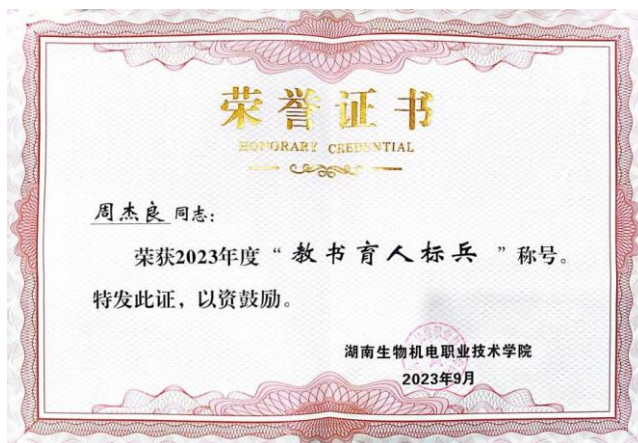 荣誉证书
HONORARY CREDENTIAL
周杰良 同志：
荣获2023年度“教书育人标兵”称号。
特发此证，以资鼓励。
湖南生物机电职业技术学院
2023年9月